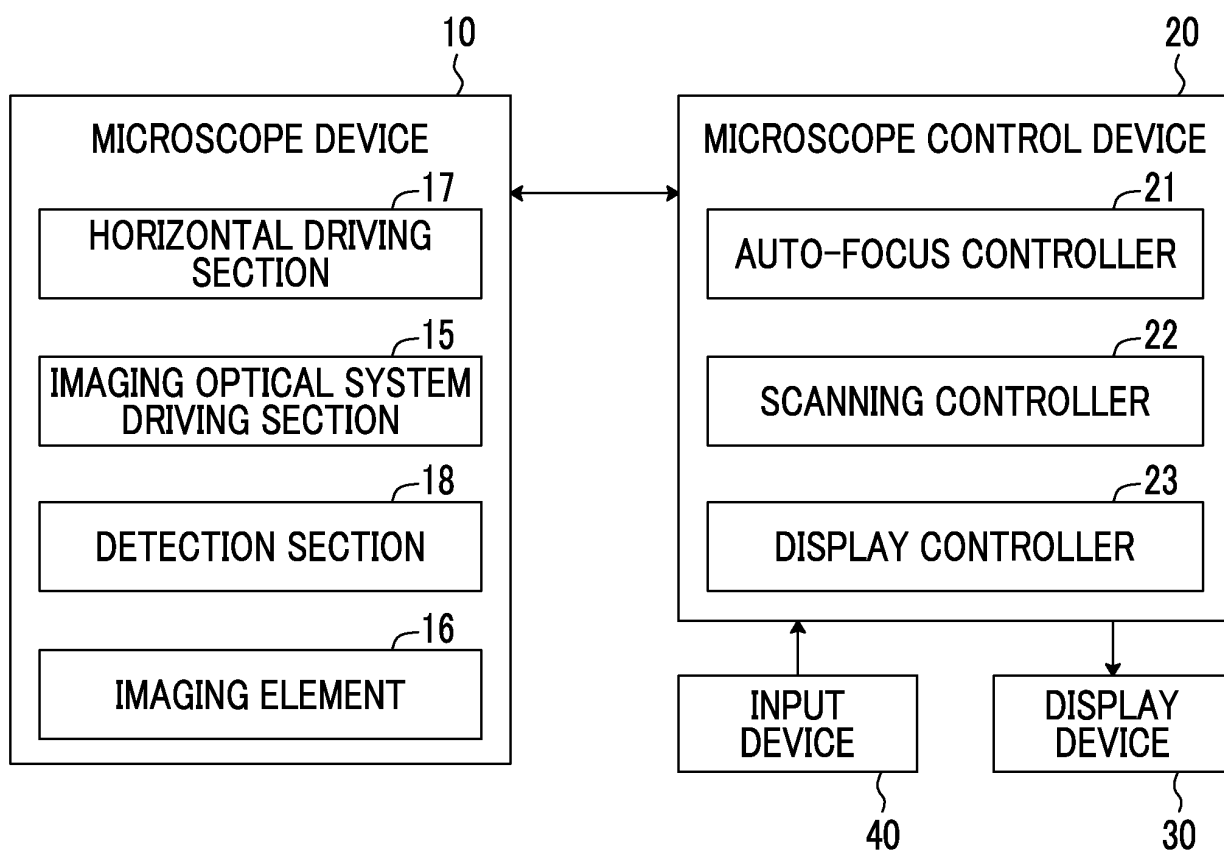 10
MICROSCOPE DEVICE
17
HORIZONTAL DRIVING
SECTION
15
IMAGING OPTICAL SYSTEM
DRIVING SECTION
18
DETECTION SECTION
16
IMAGING ELEMENT
20
MICROSCOPE CONTROL DEVICE
21
AUTO-FOCUS CONTROLLER
22
SCANNING CONTROLLER
23
DISPLAY CONTROLLER
INPUT
DEVICE
40
DISPLAY
DEVICE
30